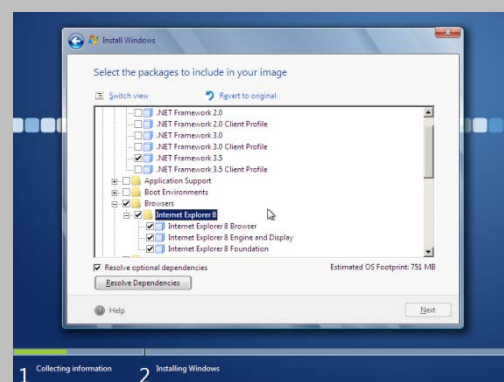 Install Windows
Select the packages to include in your image
Switch view Revert to original
.NET Framework 2.0
.NET Framework 2.0 Client Profile
.NET Framework 3.0
.NET Framework 3.0 Client Profile
.NET Framework 3.5
.NET Framework 3.5 Client Profile
Application Support
Boot Environments
Browsers
Internet Explorer 8
Internet Explorer 8 Browser
Internet Explorer 8 Engine and Display
Internet Explorer 8 Foundation
Resolve optional dependencies Estimated OS Footprint: 751 MB
Resolve Dependencies
Help Next
1 Collecting information 2 Installing Windows